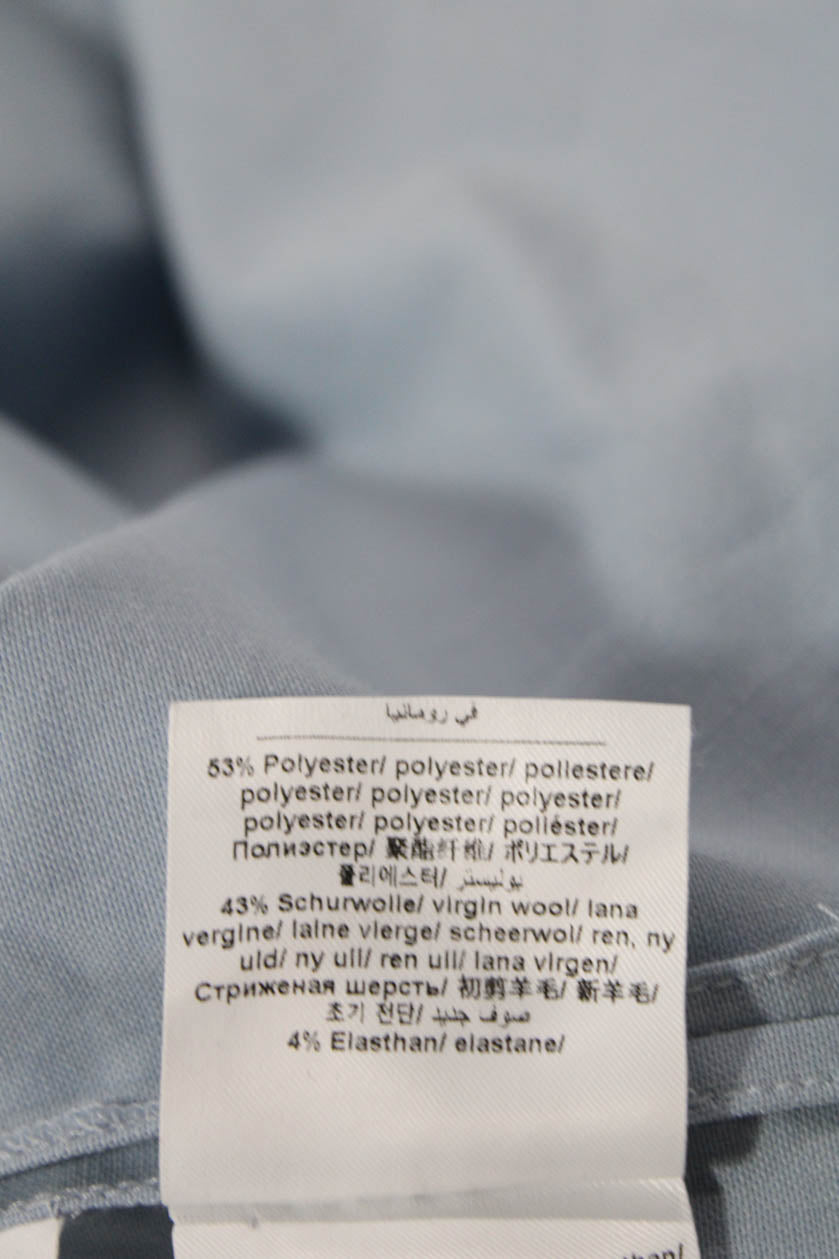 في رومانيا
53% Polyester/ polyester/ poliestere/
polyester/ polyester/ polyester/
polyester/ polyester/ poliéster/
Полиэстер/ 聚酯纤维/ ポリエステル/
폴리에스터/ بوليستر
43% Schurwolle/ virgin wool/ lana
vergine/ laine vierge/ scheerwol/ ren, ny
uld/ ny ull/ ren ull/ lana virgen/
Стриженая шерсть/ 初剪羊毛/ 新羊毛/
초기 전단/ صوف جديد
4% Elasthan/ elastane/